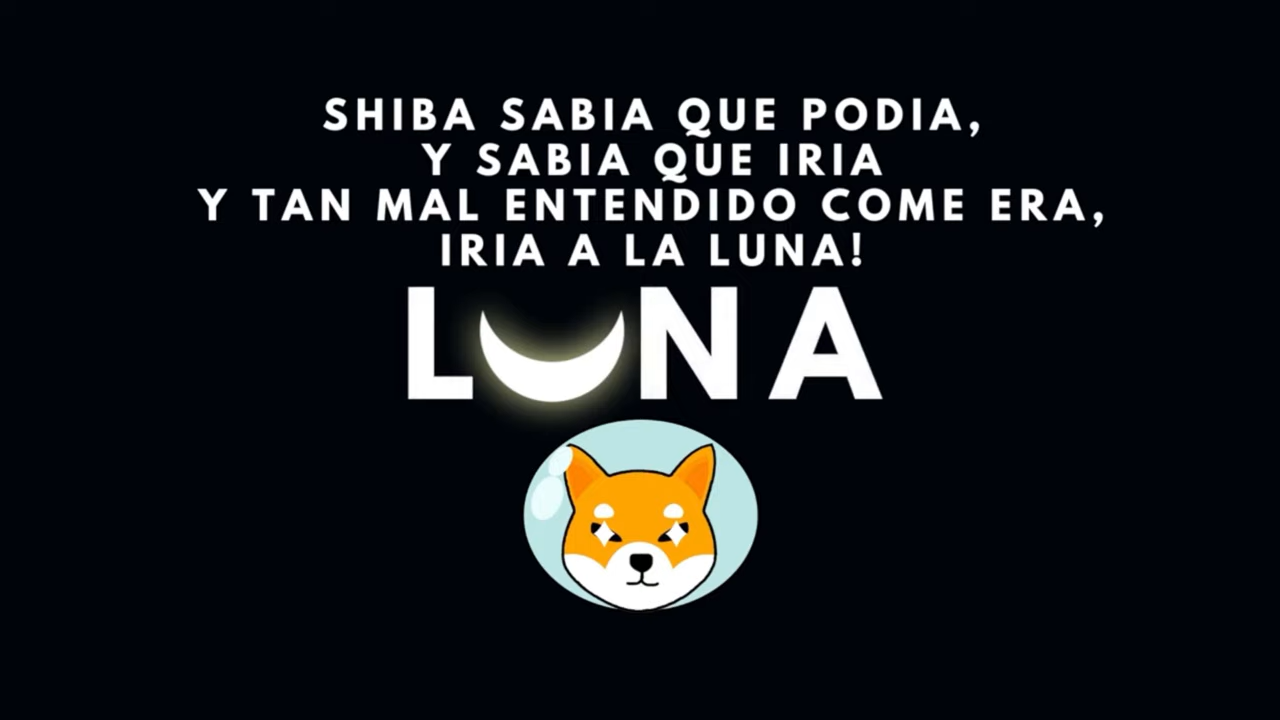 SHIBA SABIA QUE PODIA,
Y SABIA QUE IRIA
Y TAN MAL ENTENDIDO COME ERA,
IRIA A LA LUNA!
LUNA